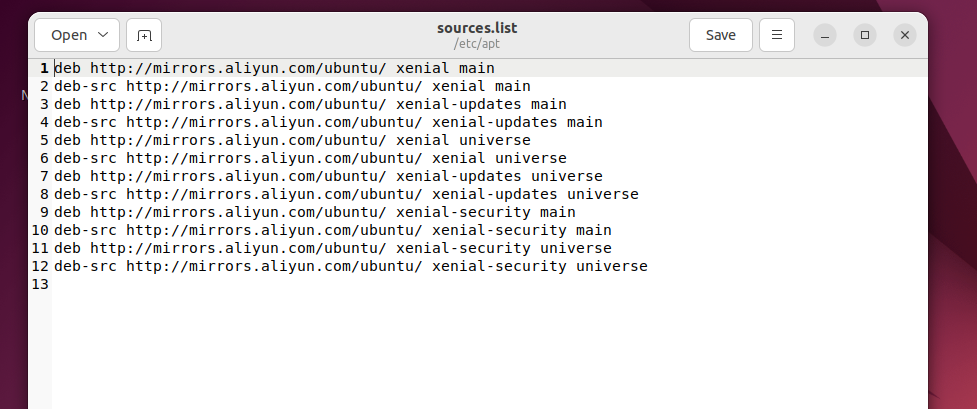 Open
sources.list
/etc/apt
Save
1 deb http://mirrors.aliyun.com/ubuntu/ xenial main
2 deb-src http://mirrors.aliyun.com/ubuntu/ xenial main
3 deb http://mirrors.aliyun.com/ubuntu/ xenial-updates main
4 deb-src http://mirrors.aliyun.com/ubuntu/ xenial-updates main
5 deb http://mirrors.aliyun.com/ubuntu/ xenial universe
6 deb-src http://mirrors.aliyun.com/ubuntu/ xenial universe
7 deb http://mirrors.aliyun.com/ubuntu/ xenial-updates universe
8 deb-src http://mirrors.aliyun.com/ubuntu/ xenial-updates universe
9 deb http://mirrors.aliyun.com/ubuntu/ xenial-security main
10 deb-src http://mirrors.aliyun.com/ubuntu/ xenial-security main
11 deb http://mirrors.aliyun.com/ubuntu/ xenial-security universe
12 deb-src http://mirrors.aliyun.com/ubuntu/ xenial-security universe
13